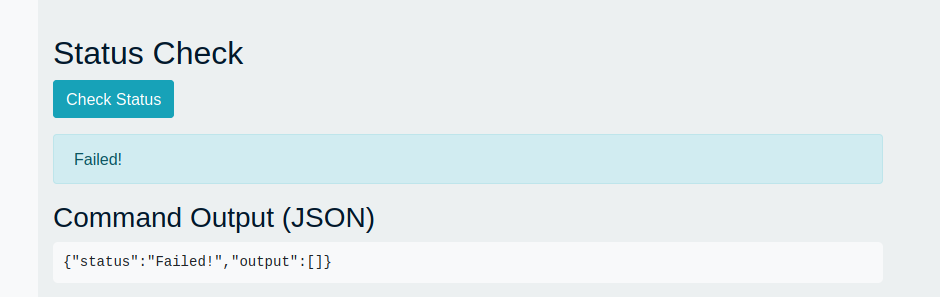 Status Check
Check Status
Failed!
Command Output (JSON)
{"status":"Failed!","output":[]}